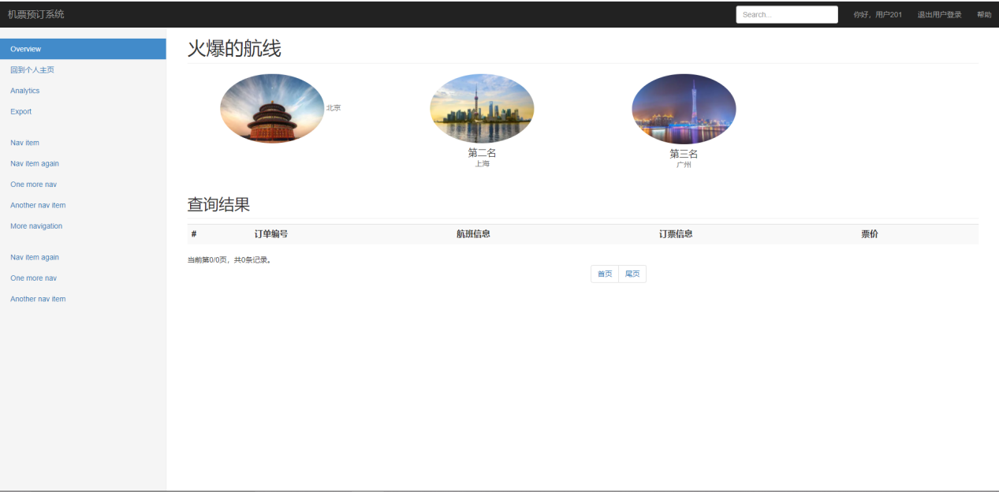 机票预订系统
Search...
你好，用户201
退出用户登录
帮助
Overview
回到个人主页
Analytics
Export
Nav item
Nav item again
One more nav
Another nav item
More navigation
Nav item again
One more nav
Another nav item
火爆的航线
北京
第二名
上海
第三名
广州
查询结果
# 订单编号 航班信息 订票信息 票价
当前第0/0页，共0条记录。
首页 尾页